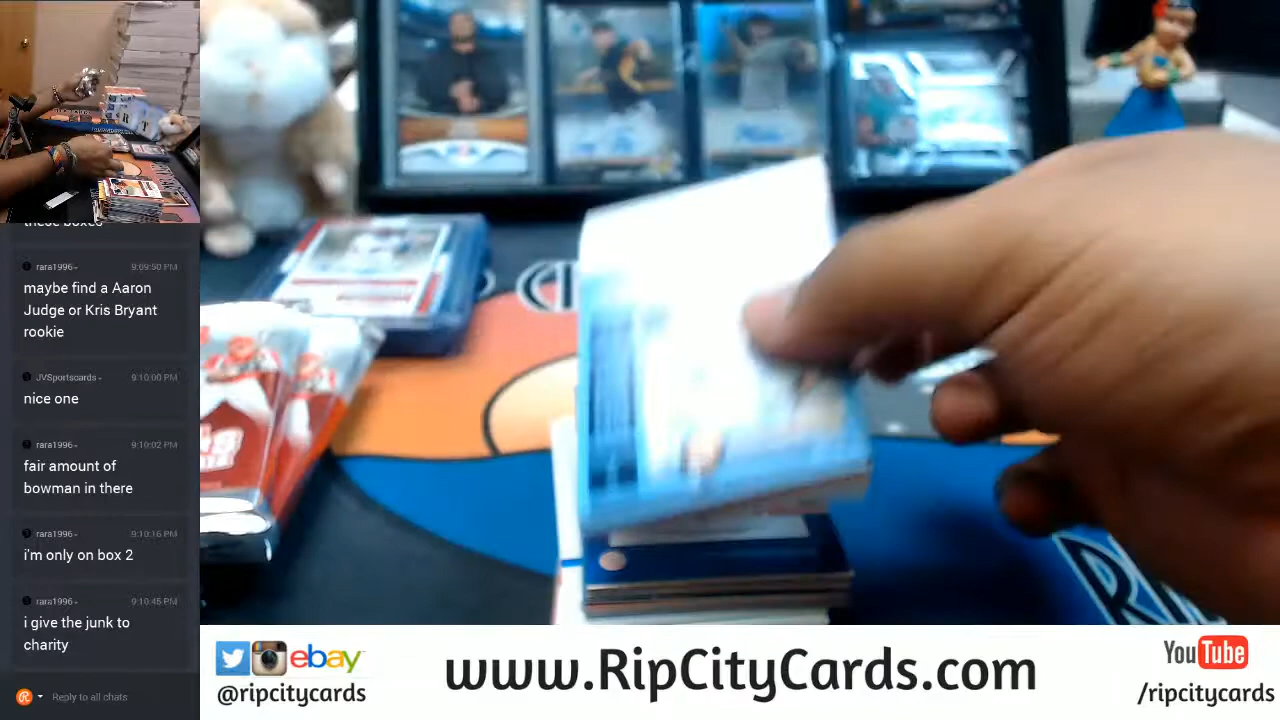 these boxes
rara1996
9:09:50 PM
maybe find a Aaron
Judge or Kris Bryant
rookie
JVSportscards
9:10:00 PM
nice one
rara1996
9:10:02 PM
fair amount of
bowman in there
rara1996
9:10:16 PM
i'm only on box 2
rara1996
9:10:45 PM
i give the junk to
charity
Reply to all chats
ebay
@ripcitycards
www.RipCityCards.com
YouTube
/ripcitycards